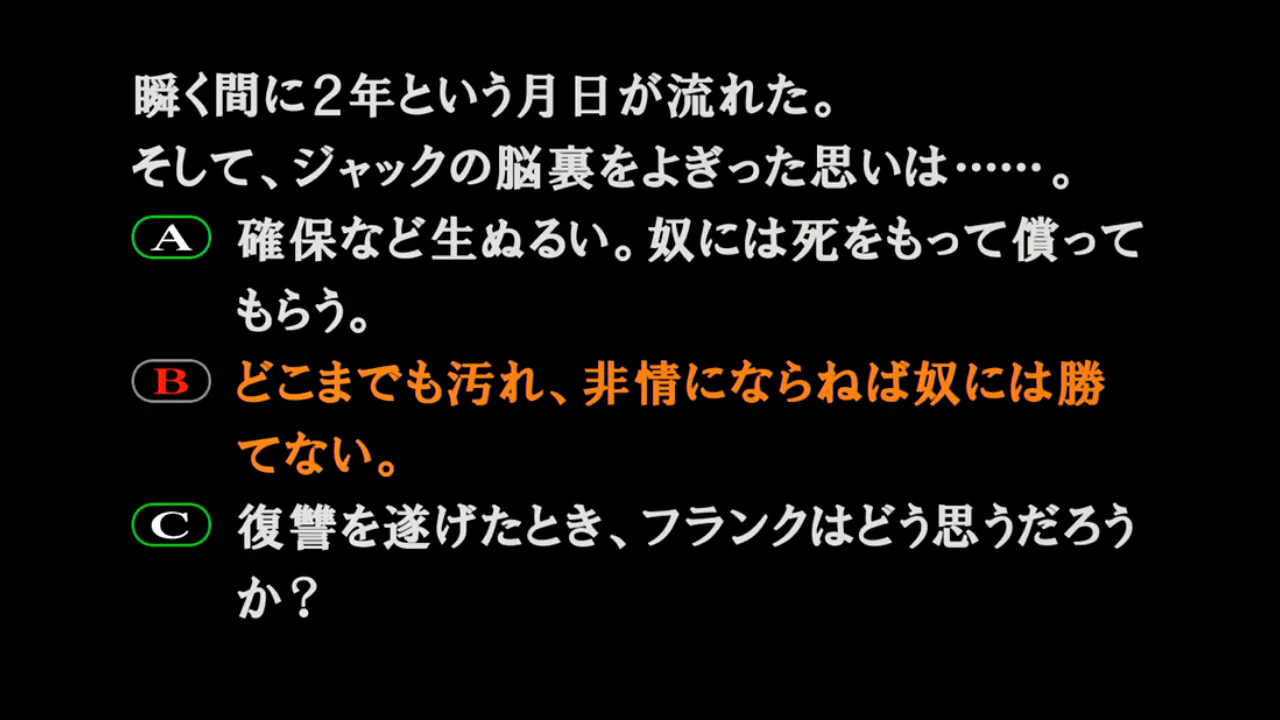 瞬く間に２年という月日が流れた。
そして、ジャックの脳裏をよぎった思いは……。
A 確保など生ぬるい。奴には死をもって償って
もらう。
B どこまでも汚れ、非情にならねば奴には勝
てない。
C 復讐を遂げたとき、フランクはどう思うだろう
か？